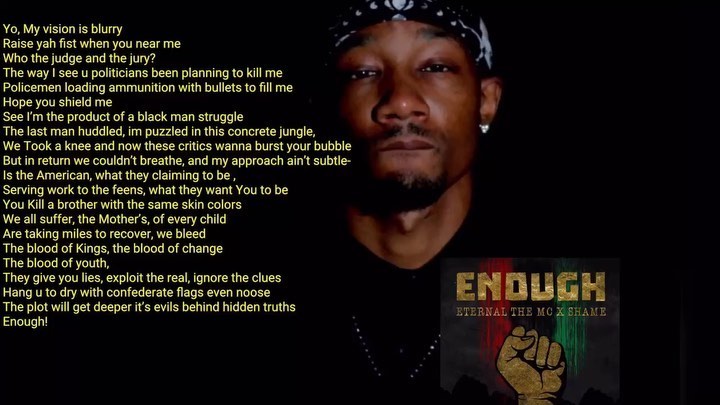 Yo, My vision is blurry
Raise yah fist when you near me
Who the judge and the jury?
The way I see u politicians been planning to kill me
Policemen loading ammunition with bullets to fill me
Hope you shield me
See I'm the product of a black man struggle
The last man huddled, im puzzled in this concrete jungle,
We Took a knee and now these critics wanna burst your bubble
But in return we couldn't breathe, and my approach ain't subtle-
Is the American, what they claiming to be ,
Serving work to the feens, what they want You to be
You Kill a brother with the same skin colors
We all suffer, the Mother's, of every child
Are taking miles to recover, we bleed
The blood of Kings, the blood of change
The blood of youth,
They give you lies, exploit the real, ignore the clues
Hang u to dry with confederate flags even noose
The plot will get deeper it's evils behind hidden truths
Enough!
ENOUGH
ETERNAL THE MC X SHAME